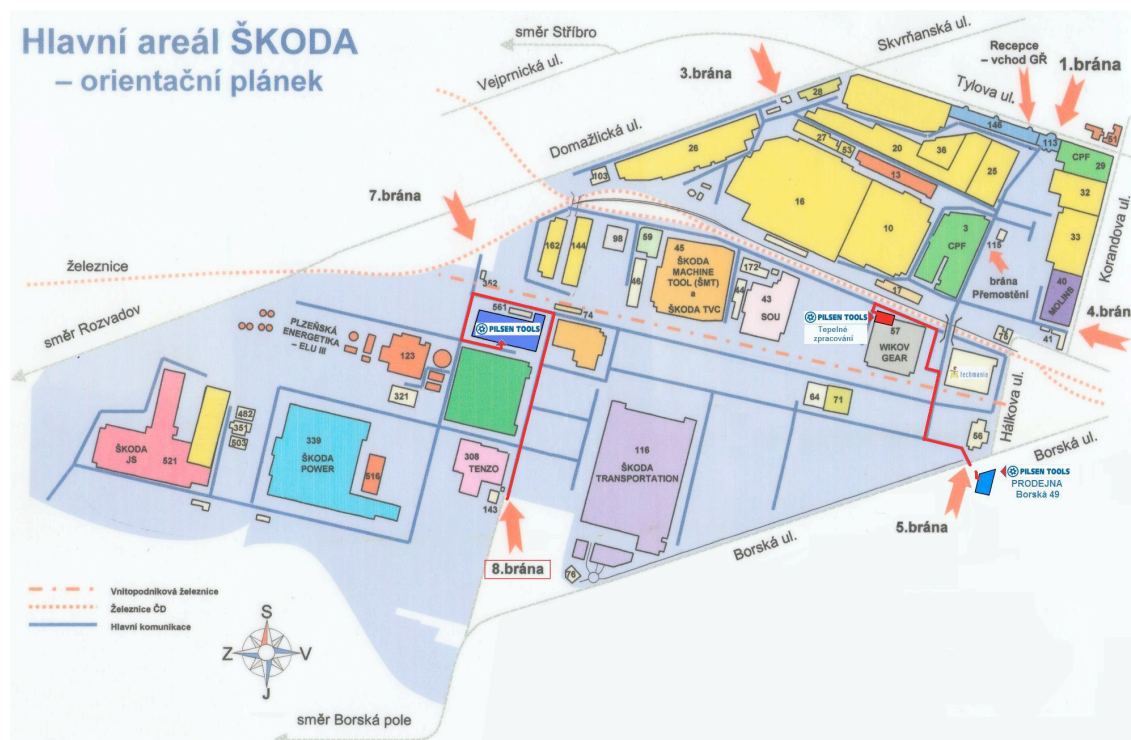 Hlavní areál ŠKODA
– orientační plánek
směr Stříbro
Skvrňanská ul.
Vejprnická ul.
3.brána
Recepce
– vchod GŘ
1.brána
Tylova ul.
Domažlická ul.
28
146
113
51
CPF
29
26
27
53
20
36
25
13
32
103
16
10
33
Korandova ul.
7.brána
3
CPF
115
brána
Přemostění
40
MOLINS
4.brána
41
162
144
98
59
46
45
ŠKODA
MACHINE
TOOL (ŠMT)
a
ŠKODA TVC
172
44
43
SOU
17
železnice
směr Rozvadov
362
561
PILSEN TOOLS
74
PILSEN TOOLS
Tepelné
zpracování
57
WIKOV
GEAR
75
techmania
PLZEŇSKÁ
ENERGETIKA
– ELU III
123
321
64
71
56
Hálkova ul.
Borská ul.
482
351
503
ŠKODA
JS
521
339
ŠKODA
POWER
516
308
TENZO
143
116
ŠKODA
TRANSPORTATION
76
8.brána
Borská ul.
5.brána
PILSEN TOOLS
PRODEJNA
Borská 49
Vnitopodniková železnice
Železnice ČD
Hlavní komunikace
S
Z
V
J
směr Borská pole